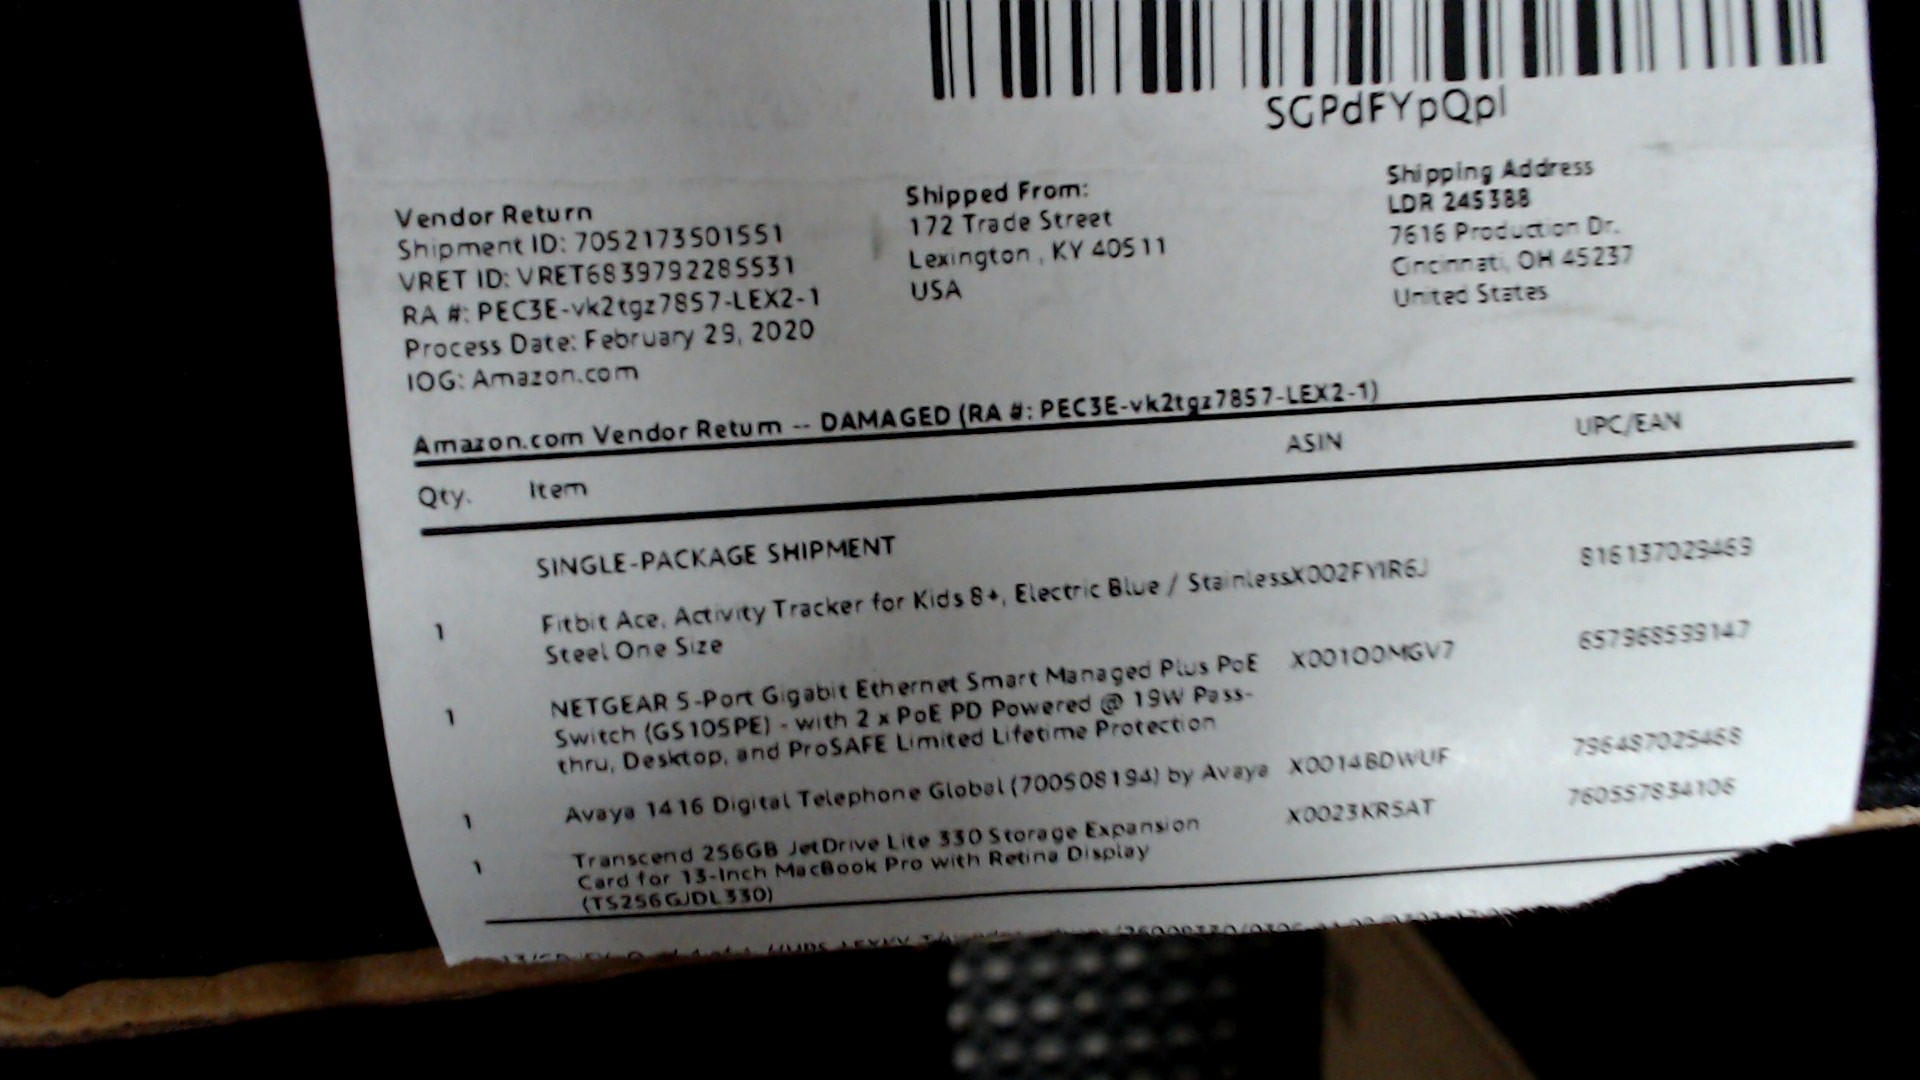 SGPdFYpQpl
Vendor Return
Shipment ID: 7052173501551
VRET ID: VRET6839792285531
RA #: PEC3E-vk2tgz7857-LEX2-1
Process Date: February 29, 2020
IOG: Amazon.com
Shipped From:
172 Trade Street
Lexington , KY 40511
USA
Shipping Address
LDR 245388
7616 Production Dr.
Cincinnati, OH 45237
United States
Amazon.com Vendor Return -- DAMAGED (RA #: PEC3E-vk2tgz7857-LEX2-1)
Qty. Item ASIN UPC/EAN
SINGLE-PACKAGE SHIPMENT
1 Fitbit Ace, Activity Tracker for Kids 8+, Electric Blue / Stainless X002FYIR6J 816137029469
Steel One Size
1 NETGEAR 5-Port Gigabit Ethernet Smart Managed Plus PoE X001OOMGV7 657968599147
Switch (GS105PE) - with 2 x PoE PD Powered @ 19W Pass-
thru, Desktop, and ProSAFE Limited Lifetime Protection
1 Avaya 1416 Digital Telephone Global (700508194) by Avaya X0014BDWUF 796487025468
1 Transcend 256GB JetDrive Lite 330 Storage Expansion X0023KR5AT 760557834106
Card for 13-Inch MacBook Pro with Retina Display
(TS256GJDL330)